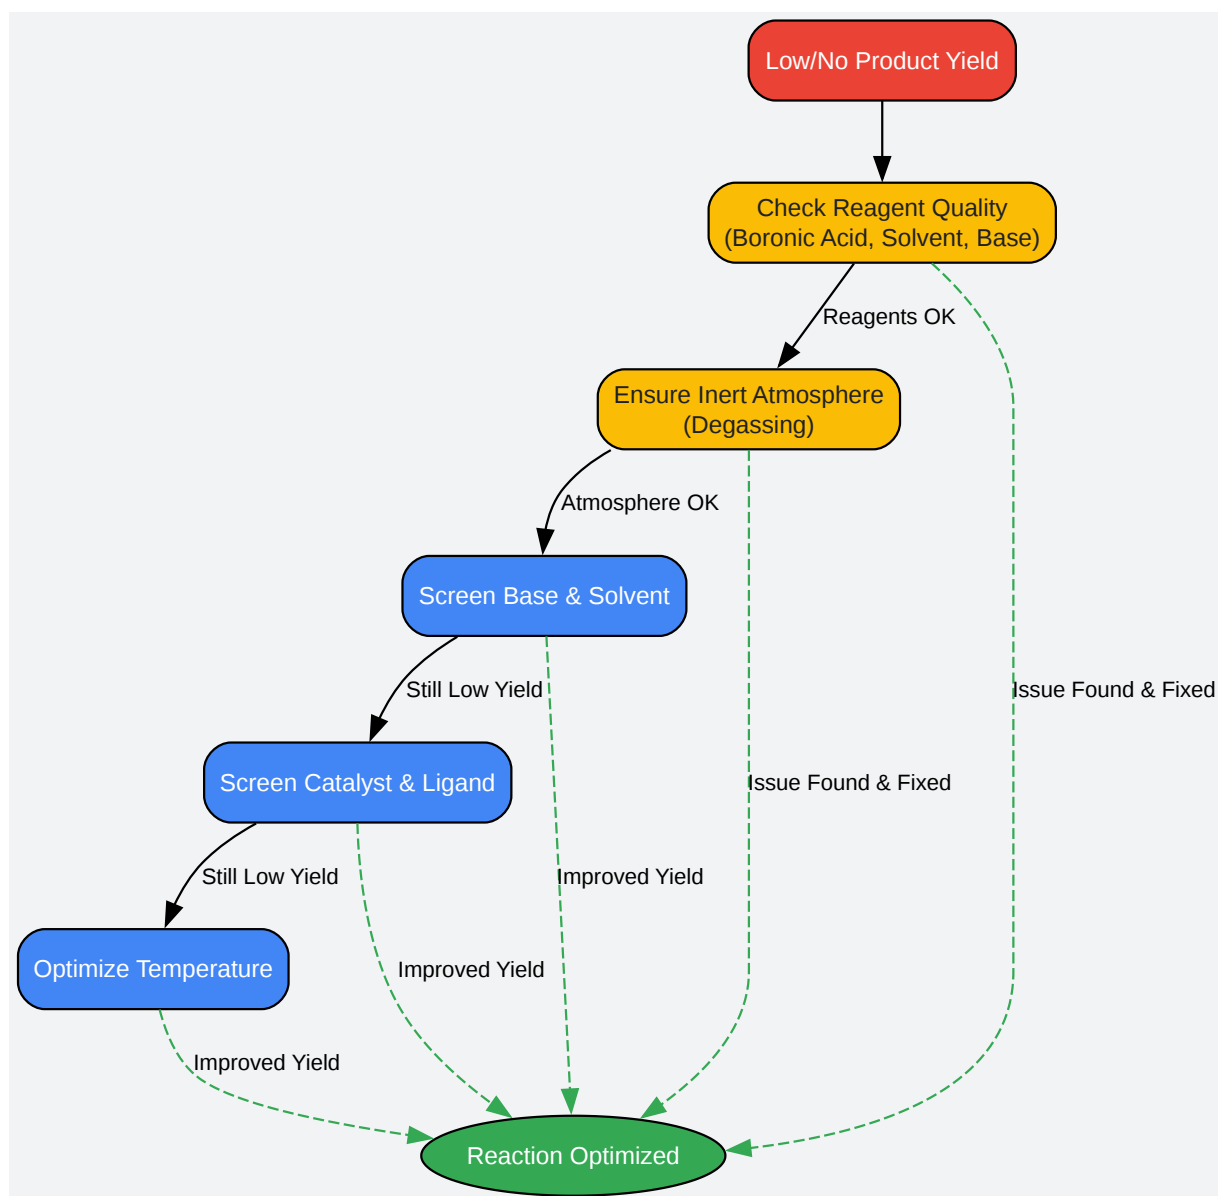 Low/No Product Yield
Check Reagent Quality
(Boronic Acid, Solvent, Base)
Reagents OK
Ensure Inert Atmosphere
(Degassing)
Atmosphere OK
Screen Base & Solvent
Still Low Yield
Issue Found & Fixed
Screen Catalyst & Ligand
Issue Found & Fixed
Still Low Yield
Improved Yield
Optimize Temperature
Improved Yield
Improved Yield
Reaction Optimized